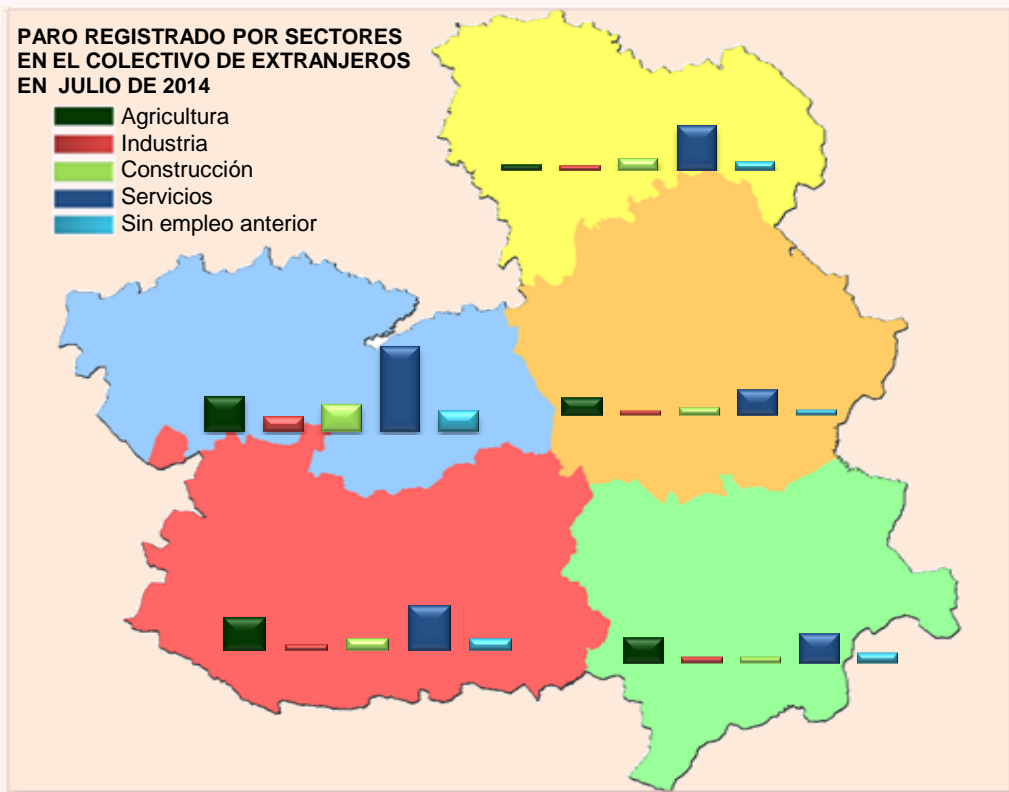 PARO REGISTRADO POR SECTORES
EN EL COLECTIVO DE EXTRANJEROS
EN JULIO DE 2014
Agricultura
Industria
Construcción
Servicios
Sin empleo anterior